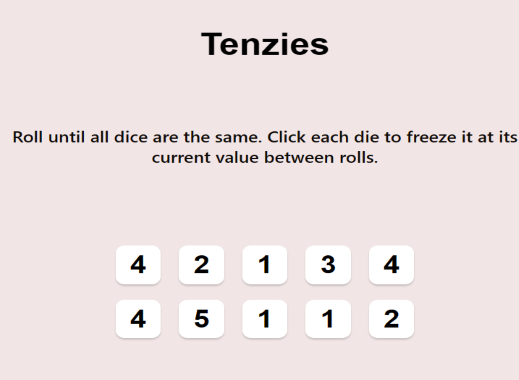 Tenzies
Roll until all dice are the same. Click each die to freeze it at its
current value between rolls.
4 2 1 3 4
4 5 1 1 2